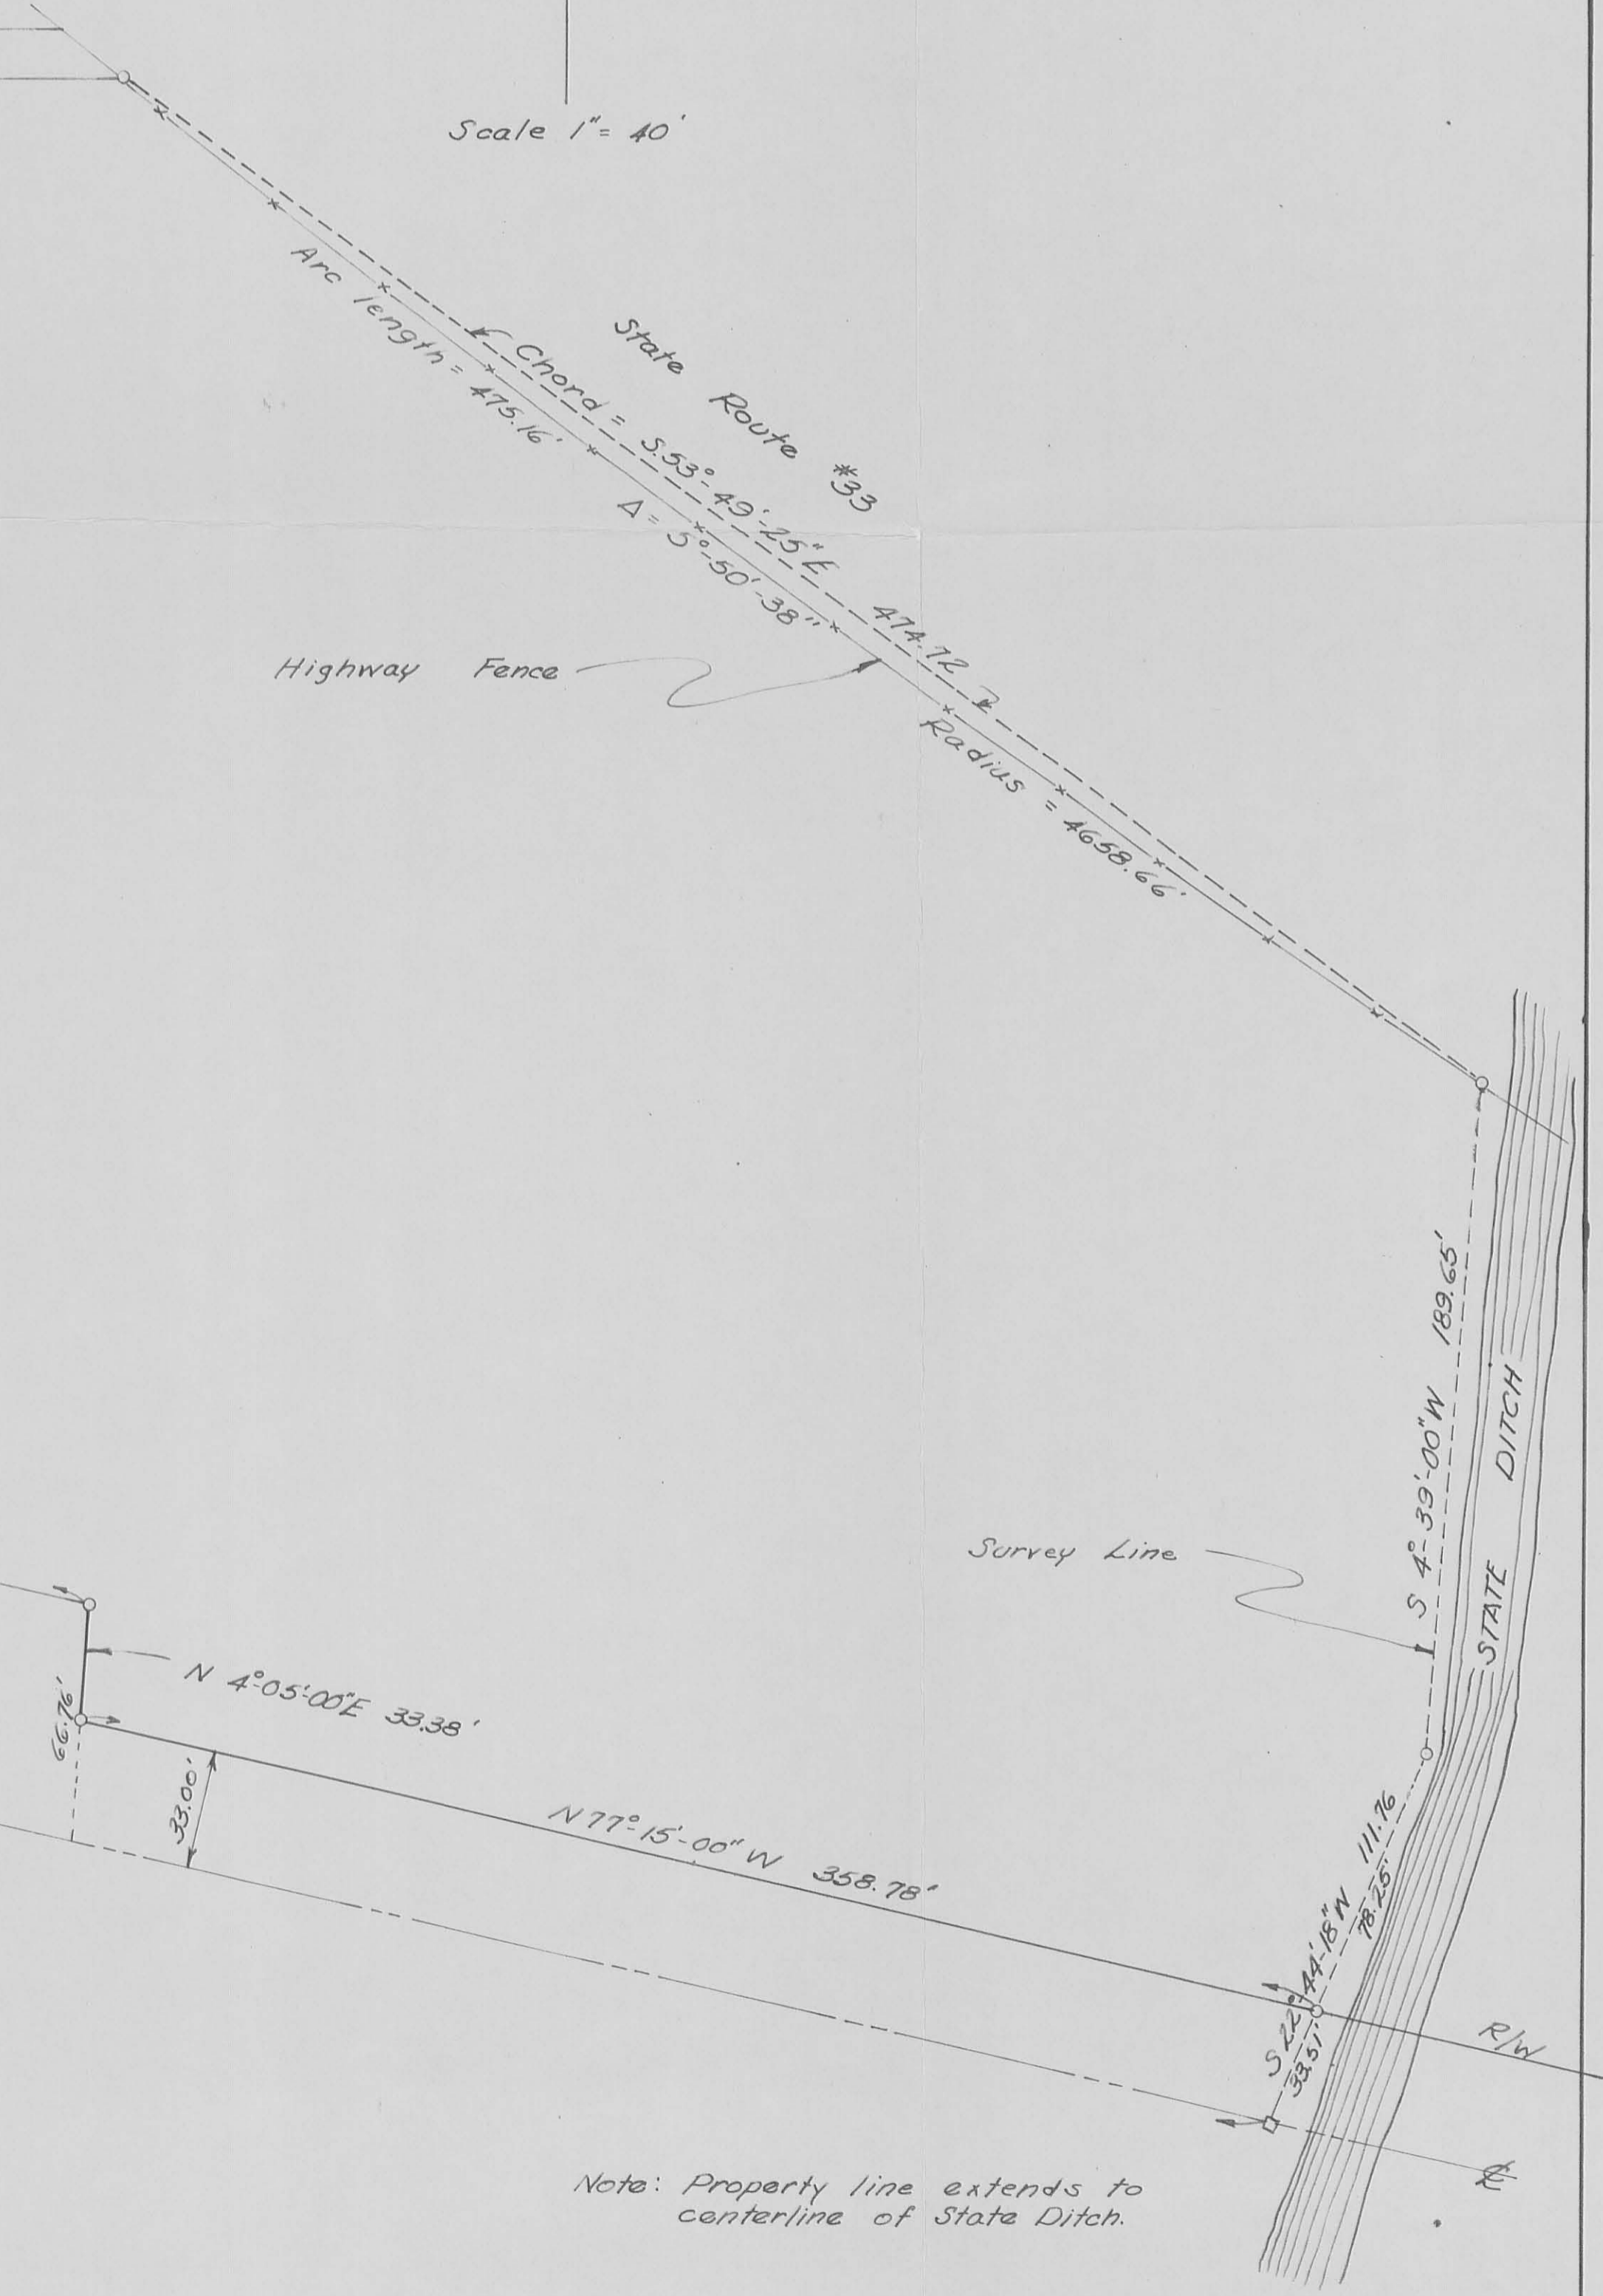 Scale 1"= 40'
State Route #33
Chord = S.53°-49'-25"E 474.72
Arc length = 475.16'
Δ = 5°-50'-38"
Radius = 4658.66'
Highway Fence
S 4°-39'-00"W 189.65'
STATE DITCH
Survey Line
N 4°-05'-00"E 33.38'
66.76'
33.00'
N 77°-15'-00" W 358.78'
S 22°-44'-18"W 111.76
78.25'
33.51'
R/W
℄
Note: Property line extends to
centerline of State Ditch.